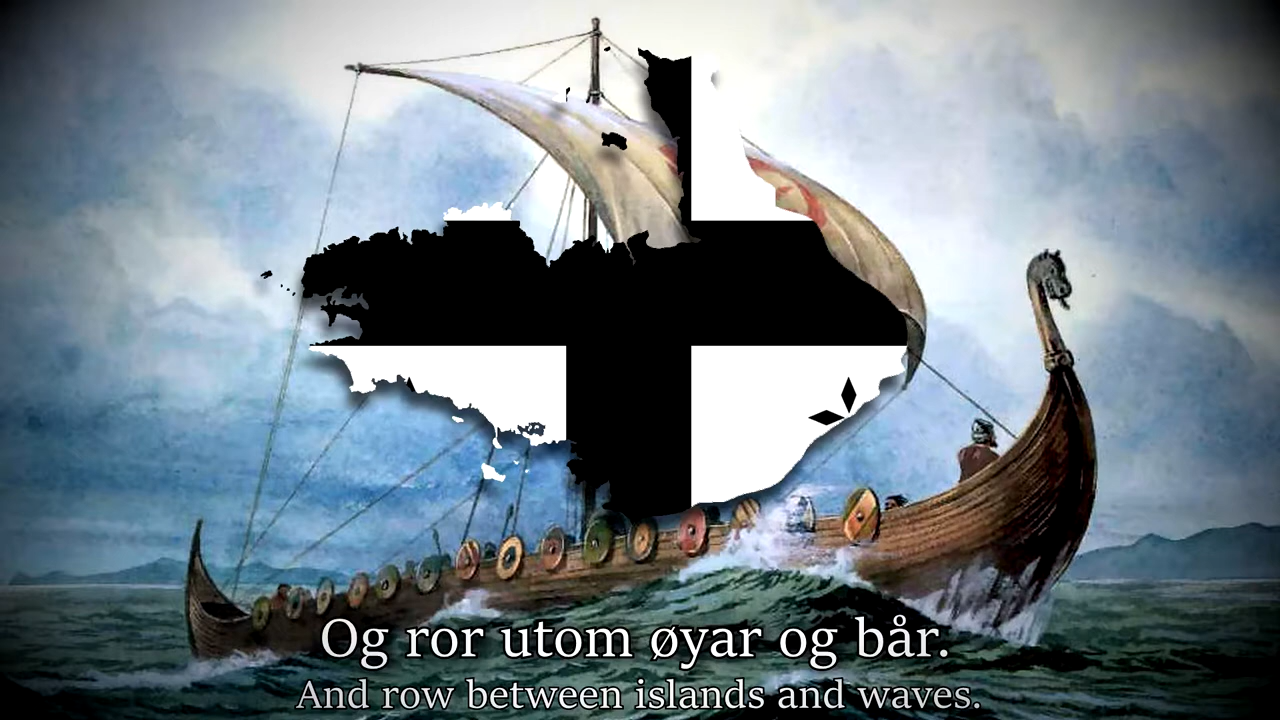 Og ror utom øyar og bår.
And row between islands and waves.